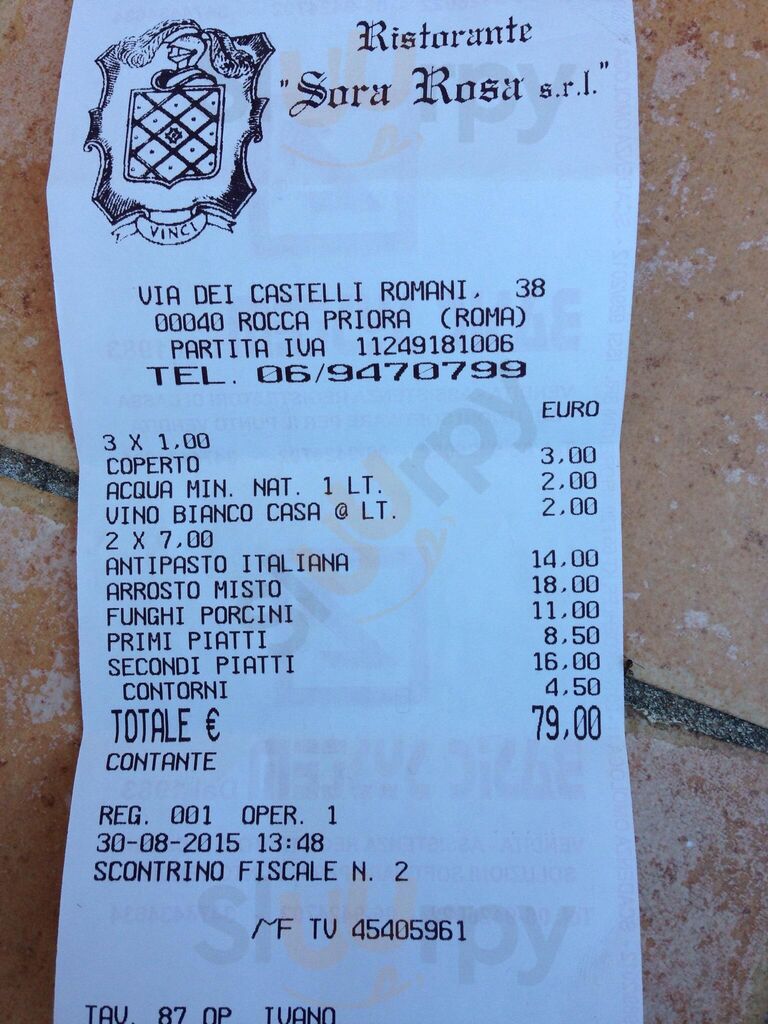 Ristorante
"Sora Rosa s.r.l."
VINCI
VIA DEI CASTELLI ROMANI, 38
00040 ROCCA PRIORA (ROMA)
PARTITA IVA 11249181006
TEL. 06/9470799
EURO
3 X 1,00
COPERTO 3,00
ACQUA MIN. NAT. 1 LT. 2,00
VINO BIANCO CASA @ LT. 2,00
2 X 7,00
ANTIPASTO ITALIANA 14,00
ARROSTO MISTO 18,00
FUNGHI PORCINI 11,00
PRIMI PIATTI 8,50
SECONDI PIATTI 16,00
CONTORNI 4,50
TOTALE € 79,00
CONTANTE
REG. 001 OPER. 1
30-08-2015 13:48
SCONTRINO FISCALE N. 2
MF TV 45405961
TAV. 87 OP IVANO
sluurpy
sluurpy
sluurpy